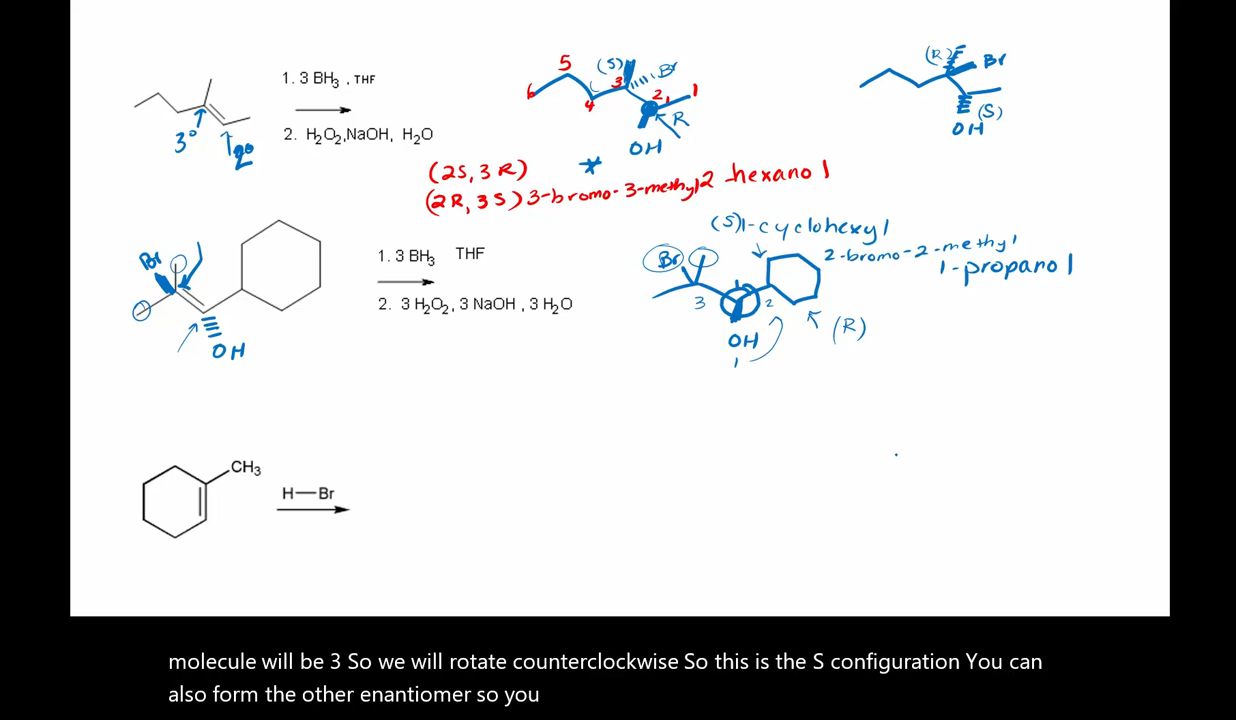 1. 3 BH₃ . THF
2. H₂O₂,NaOH, H₂O
3°
2°
5
(S)
3
Br
6
4
2
1
R
OH
(R)
Br
(S)
OH
(2S, 3 R)
*
(2R, 3S) 3-bromo-3-methyl2-hexanol
1. 3 BH₃ THF
2. 3 H₂O₂, 3 NaOH , 3 H₂O
Br
OH
(S)1-cyclohexyl
2-bromo-2-methyl
1-propanol
Br
3
2
OH
1
(R)
CH₃
H—Br
molecule will be 3 So we will rotate counterclockwise So this is the S configuration You can
also form the other enantiomer so you